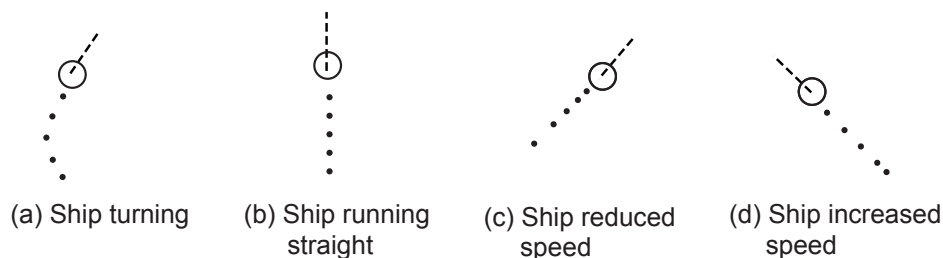 (a) Ship turning
(b) Ship running
straight
(c) Ship reduced
speed
(d) Ship increased
speed